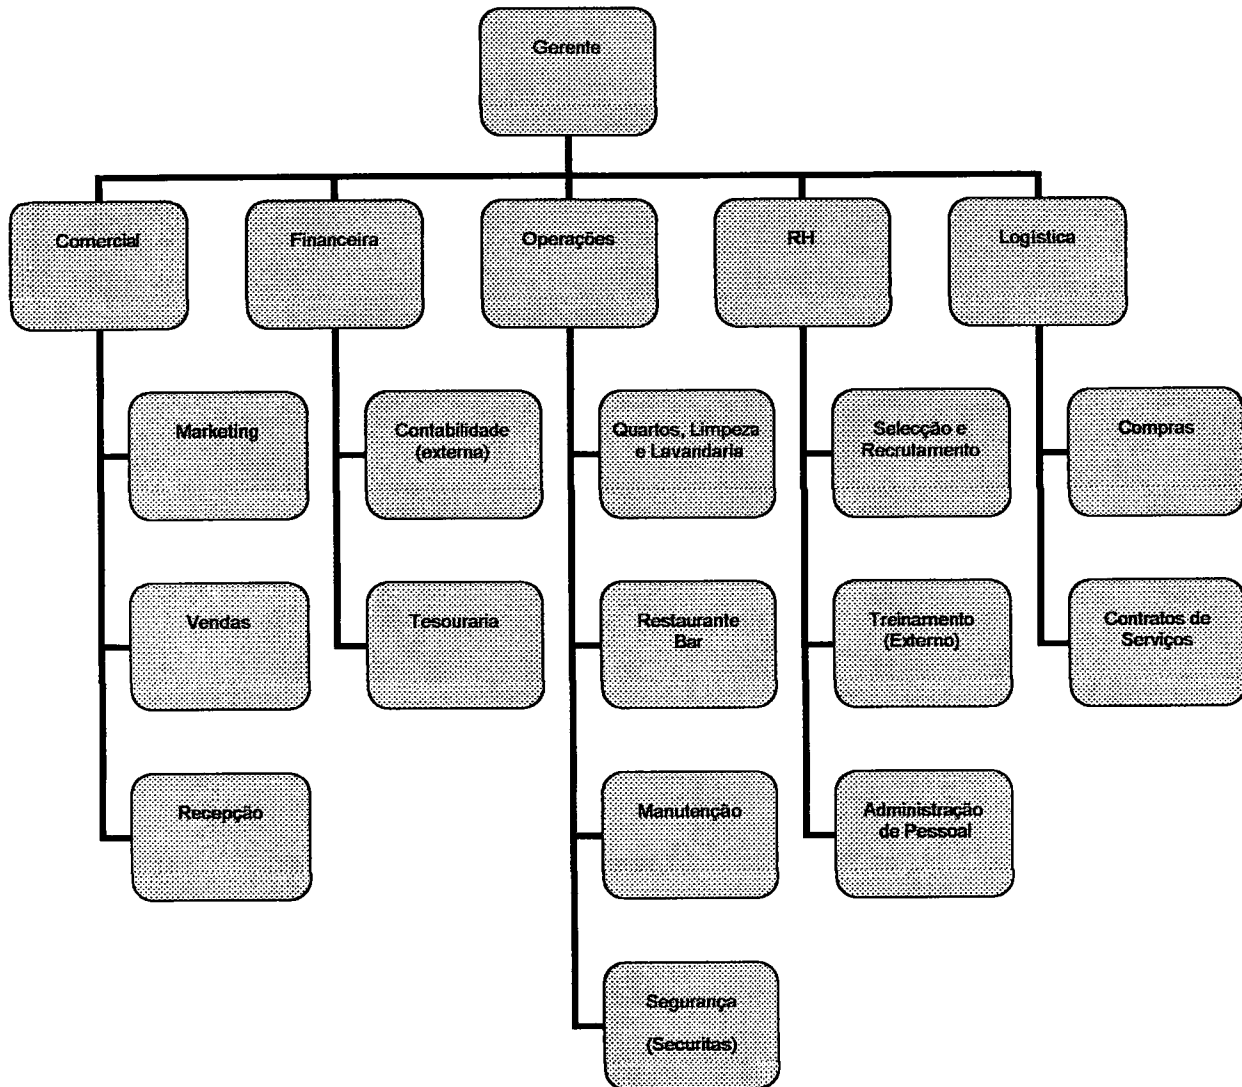 Gerente
Comercial
Financeira
Operações
RH
Logística
Marketing
Contabilidade
(externa)
Quartos, Limpeza
e Lavandaria
Selecção e
Recrutamento
Compras
Vendas
Tesouraria
Restaurante
Bar
Treinamento
(Externo)
Contratos de
Serviços
Recepção
Manutenção
Administração
de Pessoal
Segurança
(Securitas)